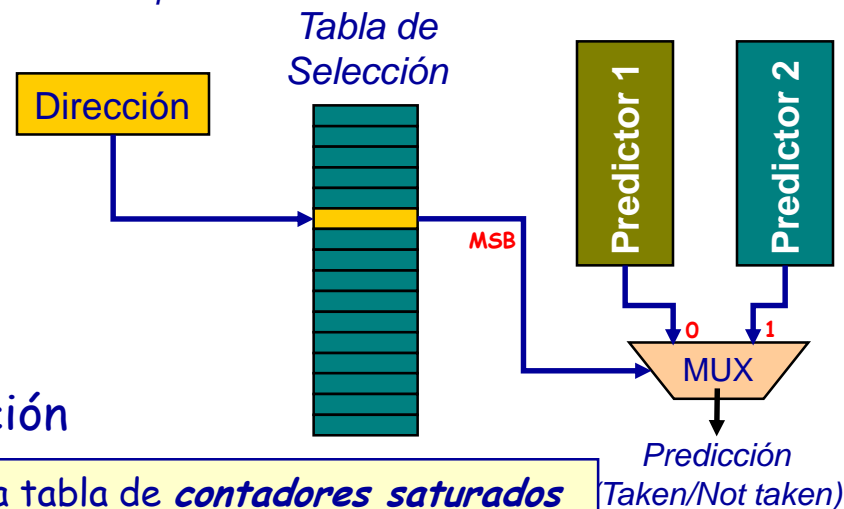 Tabla de
Selección
Dirección
Predictor 1
Predictor 2
MSB
0
1
MUX
ción
Predicción
(Taken/Not taken)
a tabla de contadores saturados